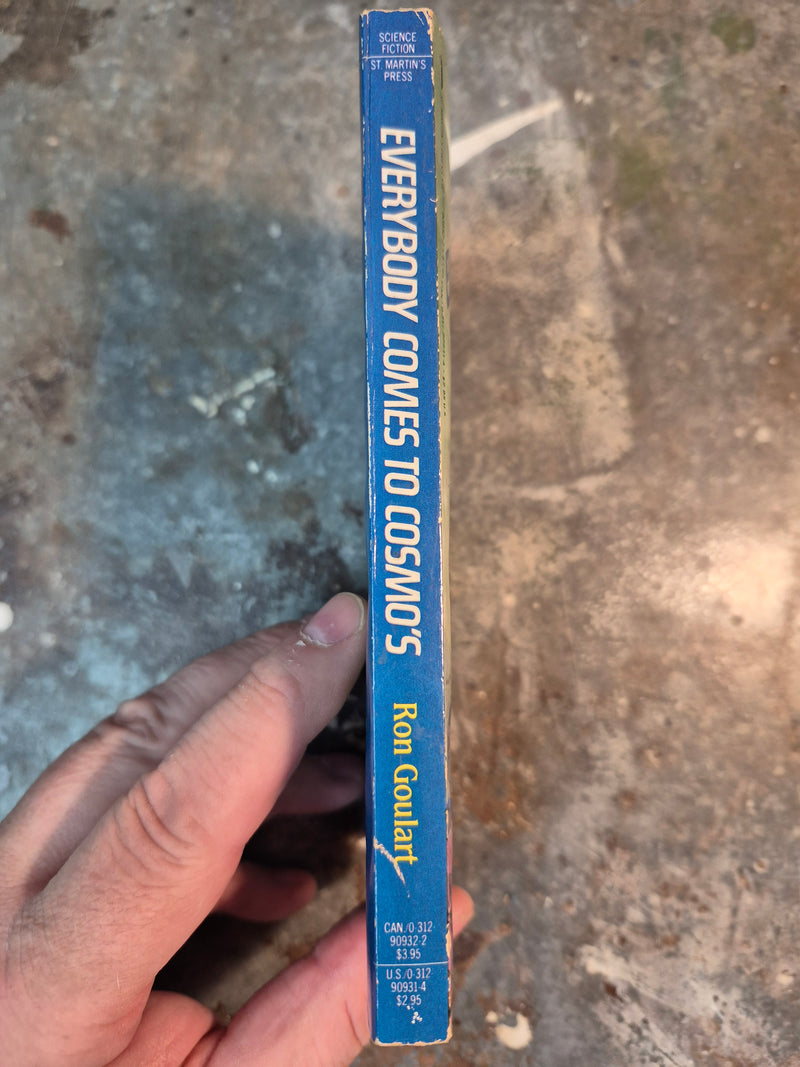 SCIENCE
FICTION
ST. MARTIN'S
PRESS
EVERYBODY COMES TO COSMO'S
Ron Goulart
CAN./0-312
90932-2
$3.95
U.S./0-312
90931-4
$2.95